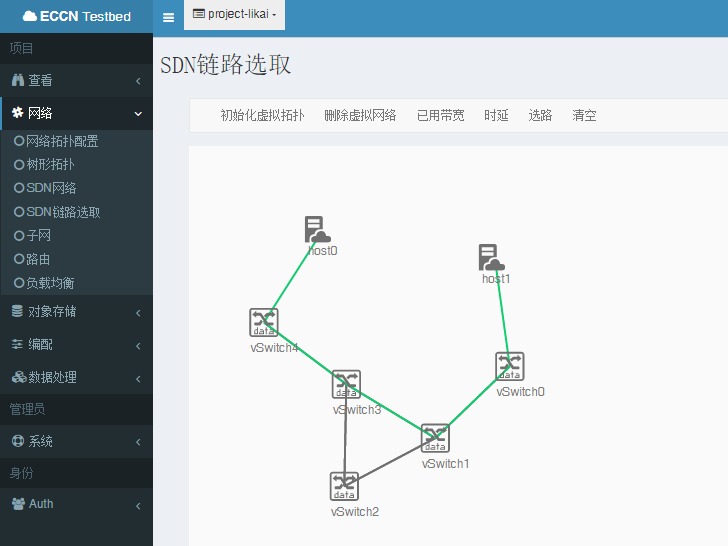 ECCN Testbed
project-likai
项目
SDN链路选取
查看
初始化虚拟拓扑 删除虚拟网络 已用带宽 时延 选路 清空
网络
网络拓扑配置
树形拓扑
SDN网络
SDN链路选取
子网
路由
负载均衡
对象存储
编配
数据处理
管理员
系统
身份
Auth
host0
host1
data
vSwitch4
data
vSwitch0
data
vSwitch3
data
vSwitch1
data
vSwitch2